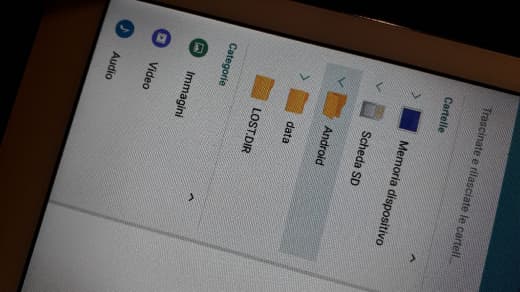 Trascinate e rilasciate le cartell...
Cartelle
Memoria dispositivo
Scheda SD
Android
data
LOST.DIR
Categorie
Immagini
Video
Audio